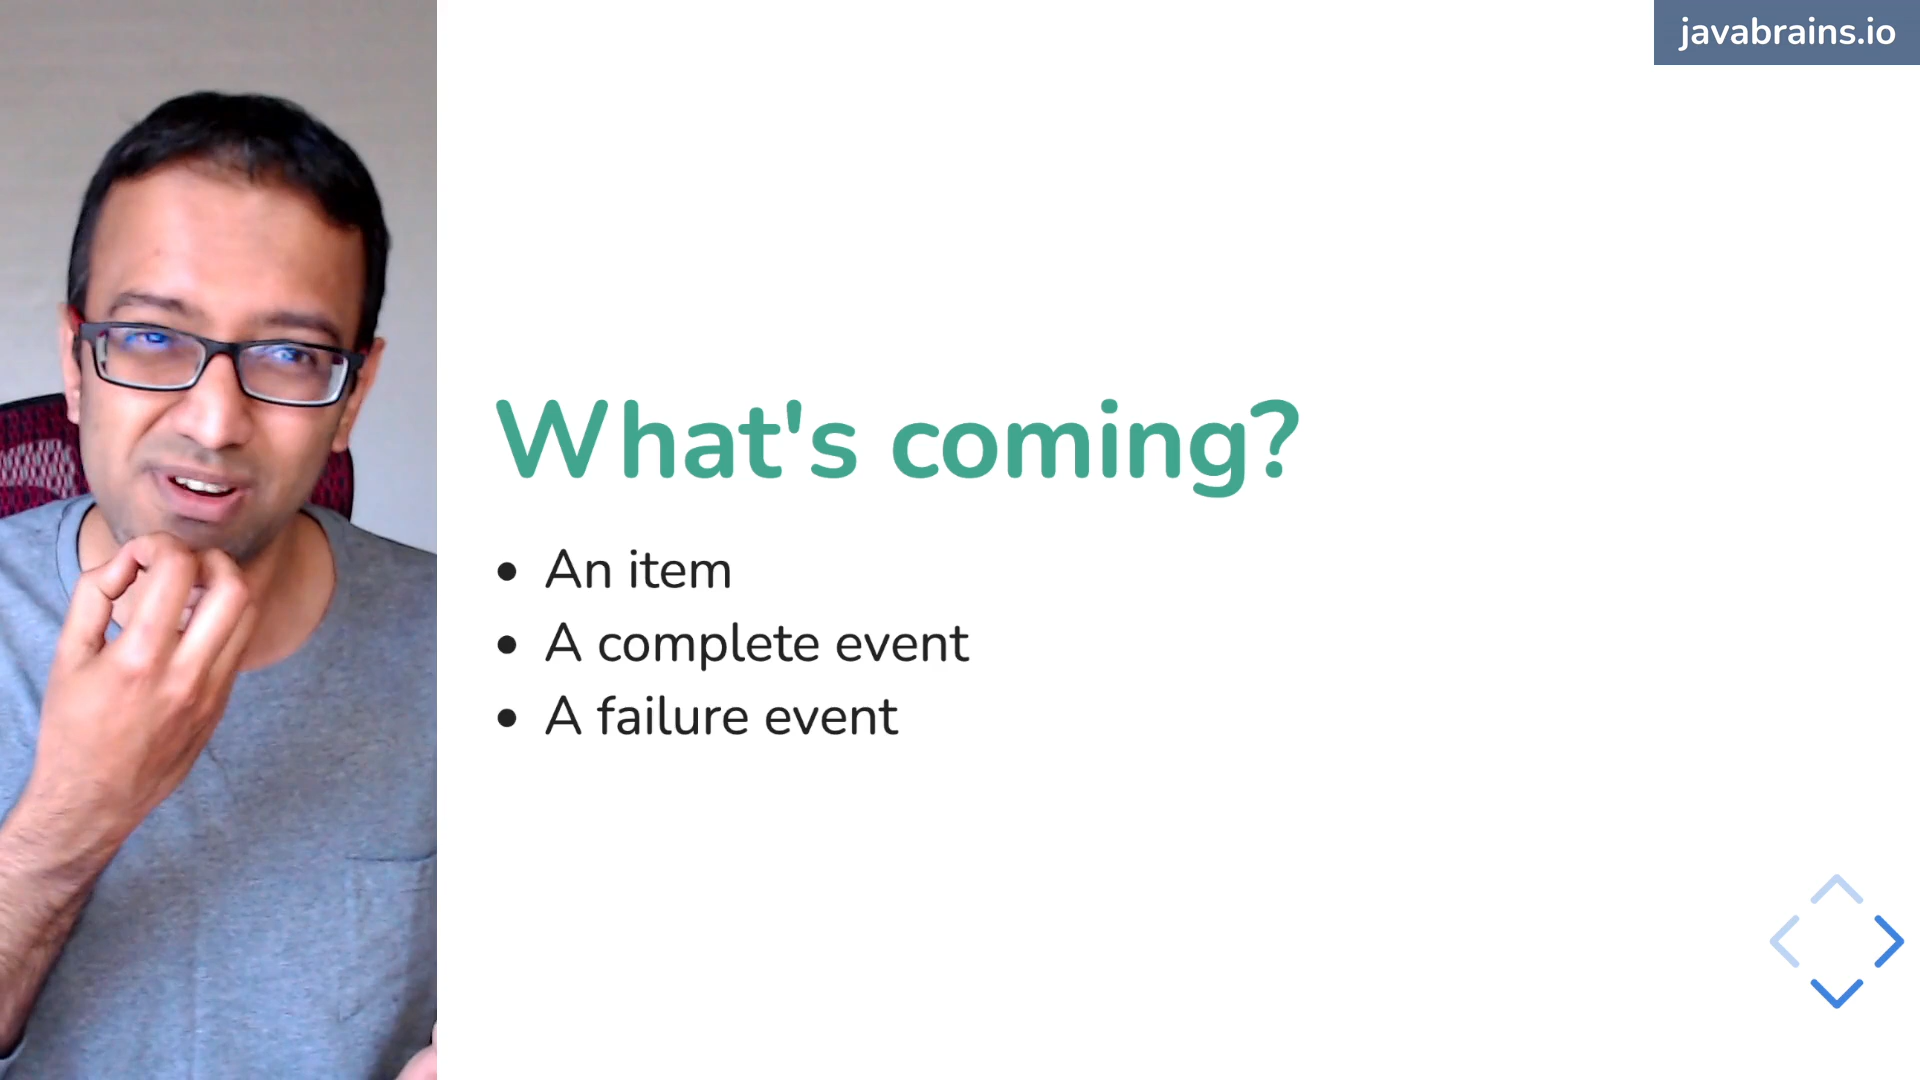 javabrains.io
What's coming?
An item
A complete event
A failure event